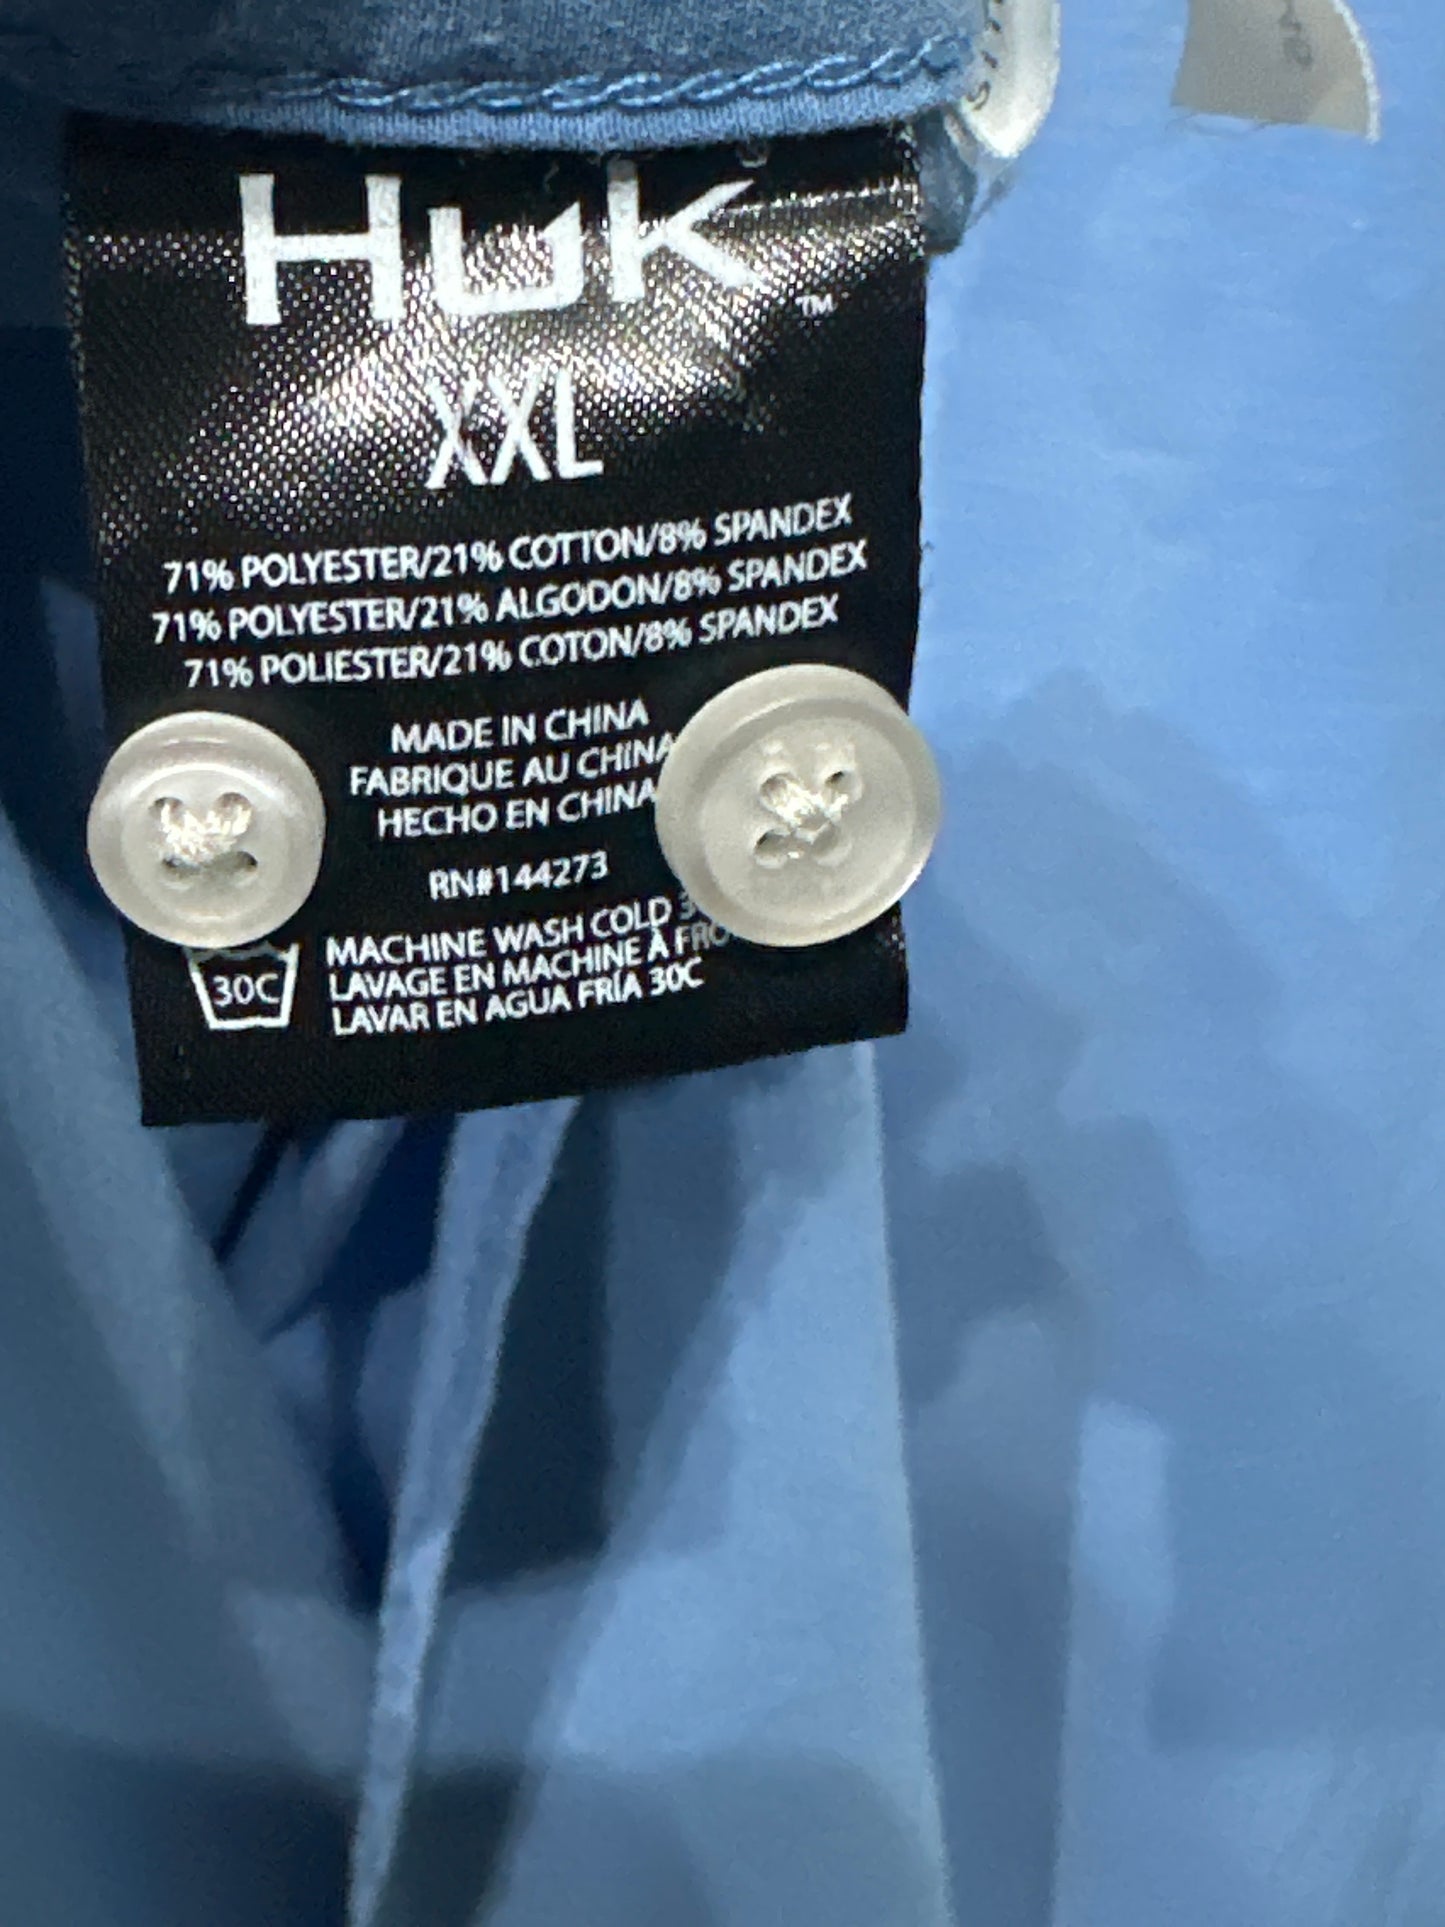 HUK
™
XXL
71% POLYESTER/21% COTTON/8% SPANDEX
71% POLYESTER/21% ALGODON/8% SPANDEX
71% POLIESTER/21% COTON/8% SPANDEX
MADE IN CHINA
FABRIQUE AU CHINA
HECHO EN CHINA
RN#144273
30C
MACHINE WASH COLD
LAVAGE EN MACHINE À
LAVAR EN AGUA FRÍA 30C